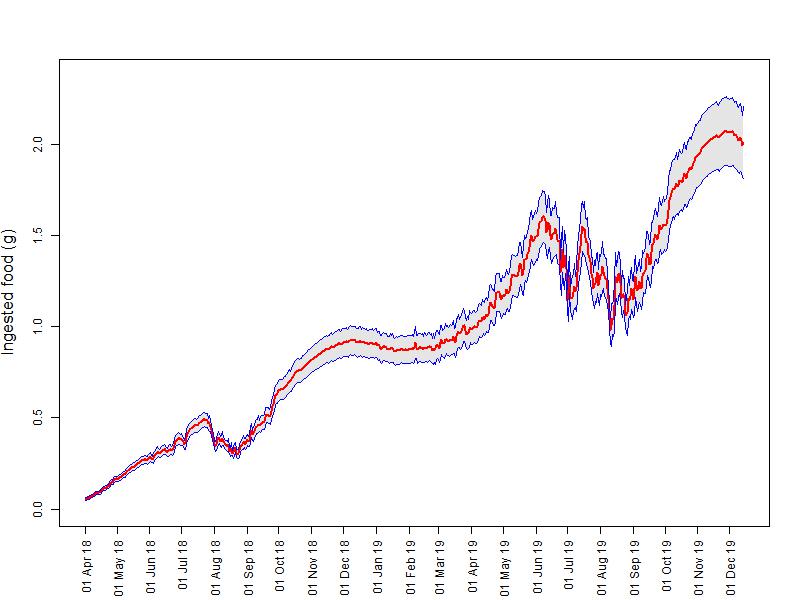 Ingested food (g)
2.0
1.5
1.0
0.5
0.0
01 Apr 18
01 May 18
01 Jun 18
01 Jul 18
01 Aug 18
01 Sep 18
01 Oct 18
01 Nov 18
01 Dec 18
01 Jan 19
01 Feb 19
01 Mar 19
01 Apr 19
01 May 19
01 Jun 19
01 Jul 19
01 Aug 19
01 Sep 19
01 Oct 19
01 Nov 19
01 Dec 19